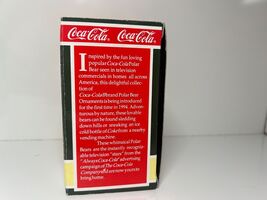 Coca-Cola Coca-Cola
Inspired by the fun loving
popular Coca-Cola Polar
Bear seen in television
commercials in homes all across
America, this delightful collec-
tion of
Coca-Cola Brand Polar Bear
Ornaments is being introduced
for the first time in 1994. Adven-
turous by nature, these lovable
bears can be found sledding
down hills or sneaking an ice
cold bottle of Coke from a nearby
vending machine.
These whimsical Polar
Bears are the instantly recogniz-
able television "stars" from the
"Always Coca-Cola" advertising
campaign of The Coca-Cola
Company and are now yours to
bring home.